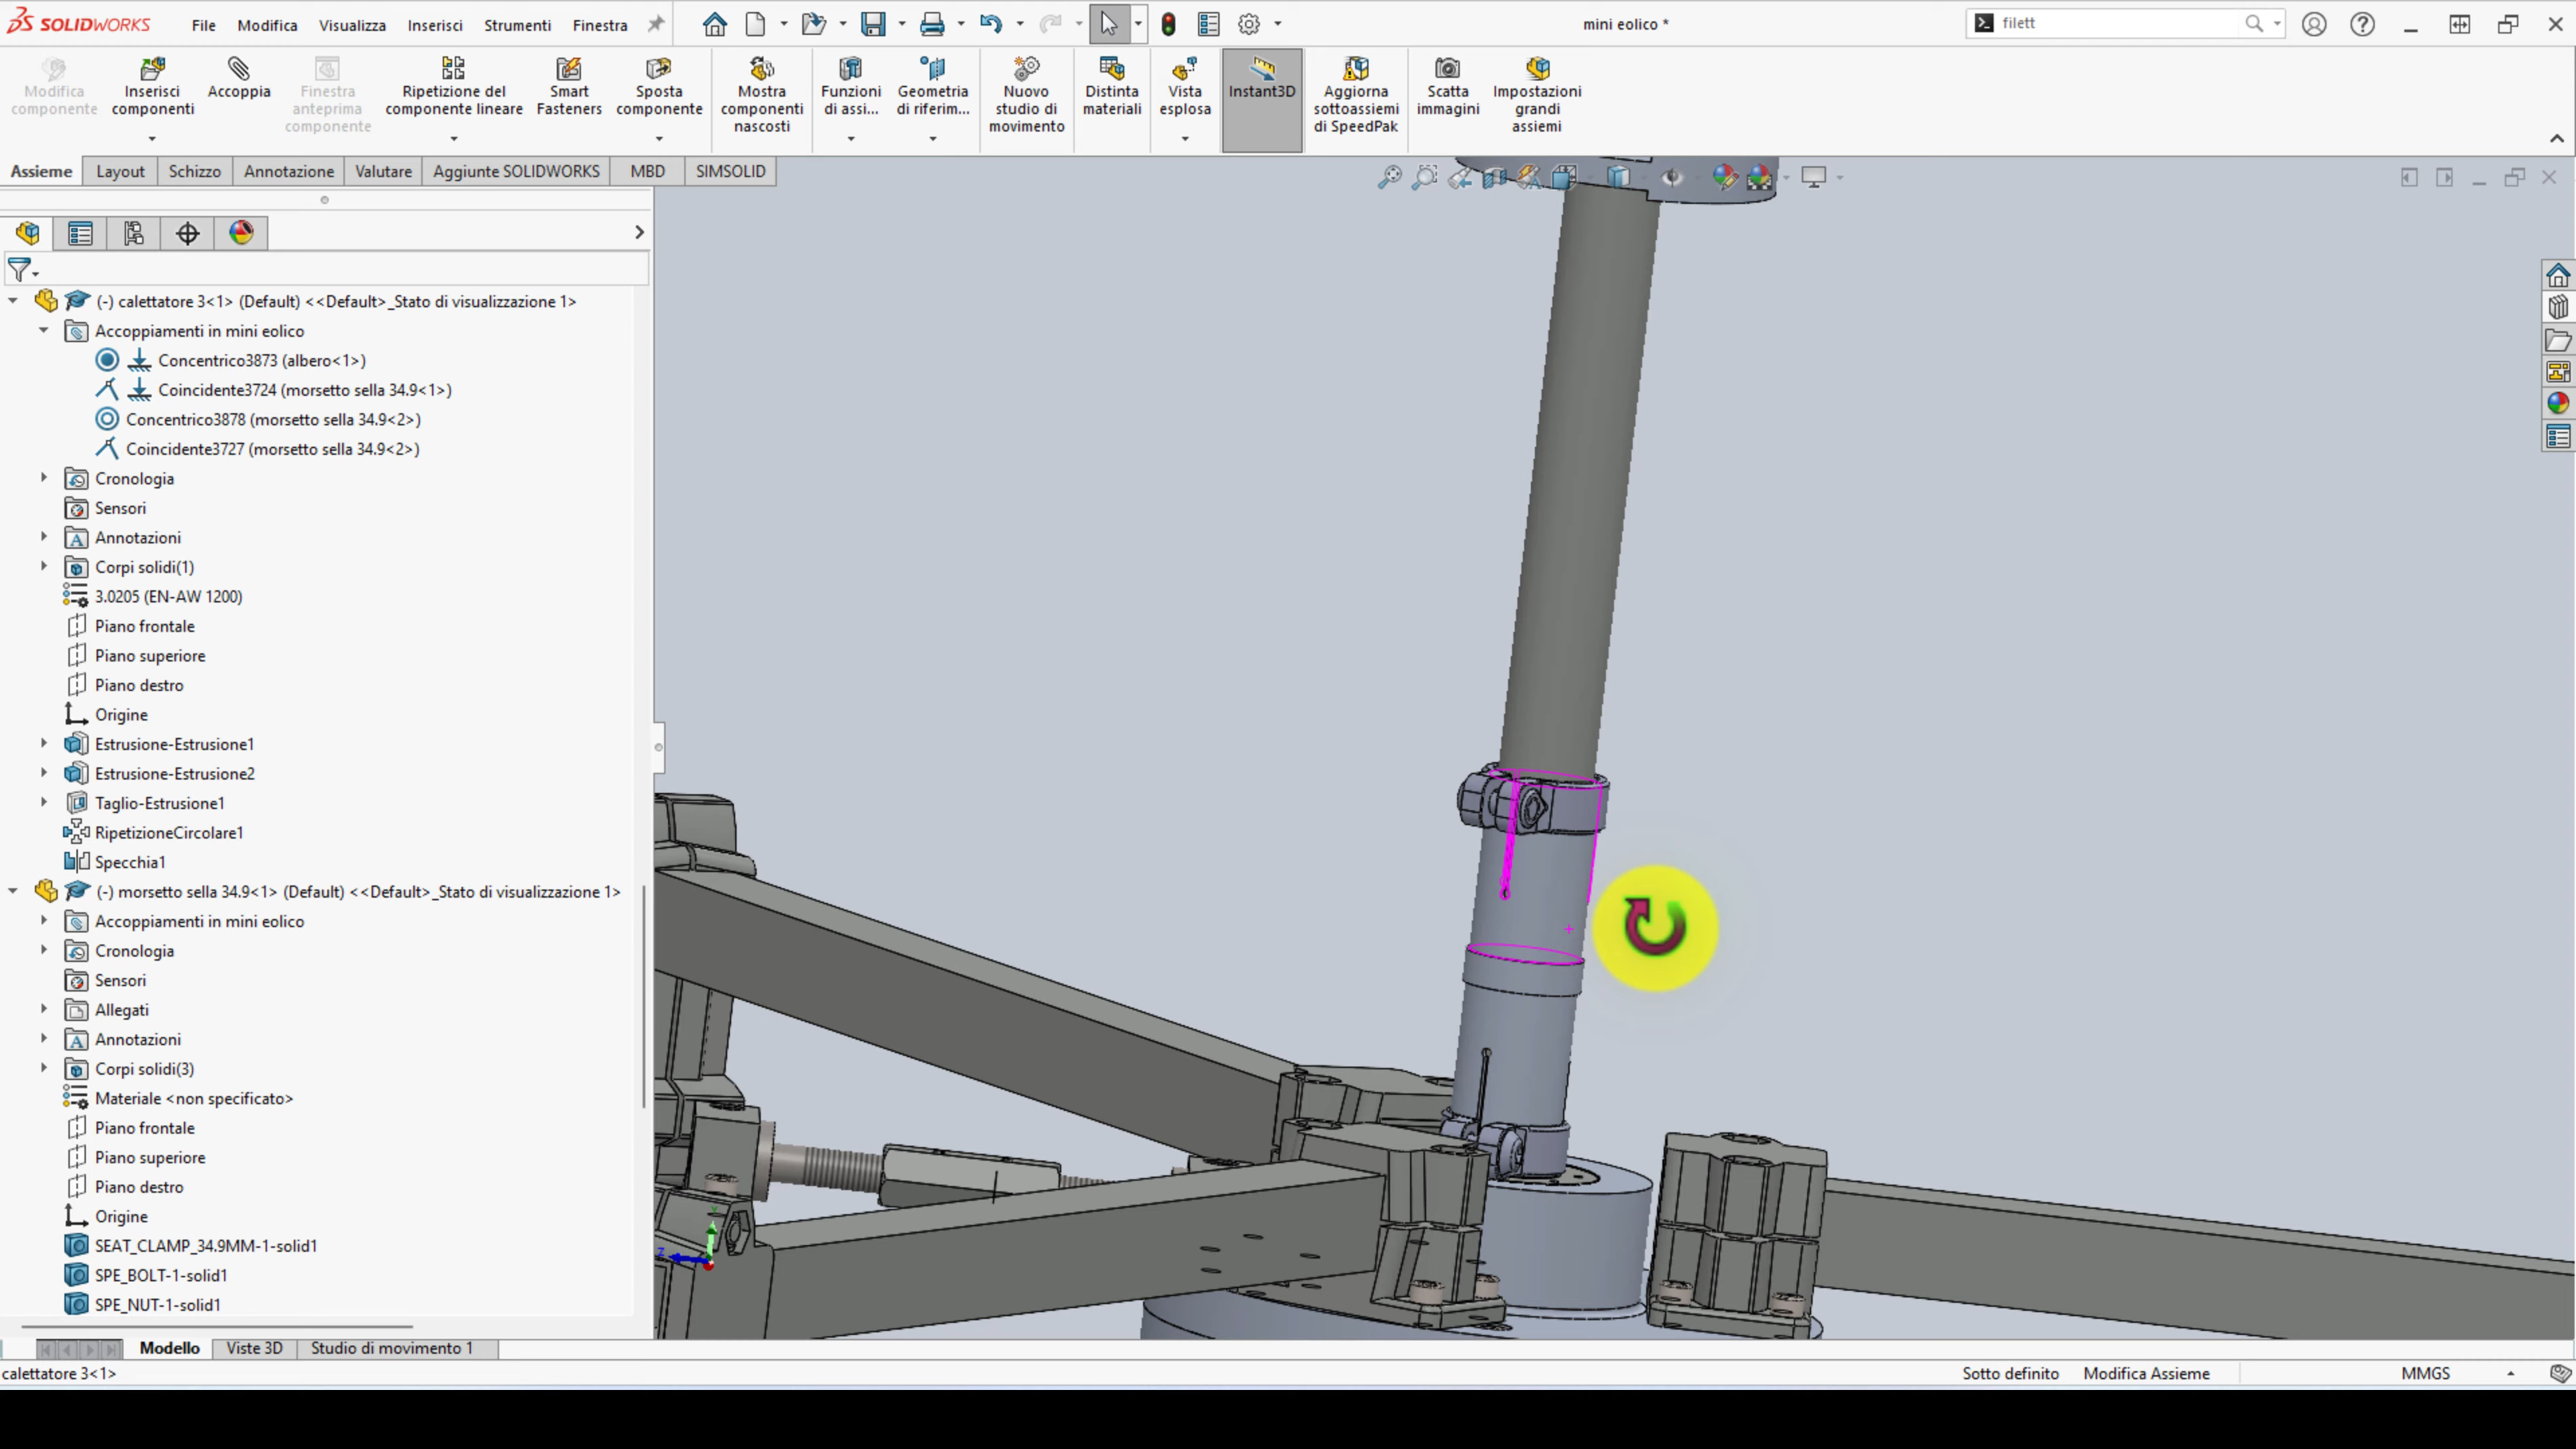 SOLIDWORKS
File Modifica Visualizza Inserisci Strumenti Finestra
mini eolico *
filett
Modifica componente
Inserisci componenti
Accoppia
Finestra anteprima componente
Ripetizione del componente lineare
Smart Fasteners
Sposta componente
Mostra componenti nascosti
Funzioni di assi...
Geometria di riferim...
Nuovo studio di movimento
Distinta materiali
Vista esplosa
Instant3D
Aggiorna sottoassiemi di SpeedPak
Scatta immagini
Impostazioni grandi assiemi
Assieme Layout Schizzo Annotazione Valutare Aggiunte SOLIDWORKS MBD SIMSOLID
(-) calettatore 3<1> (Default) <<Default>_Stato di visualizzazione 1>
Accoppiamenti in mini eolico
Concentrico3873 (albero<1>)
Coincidente3724 (morsetto sella 34.9<1>)
Concentrico3878 (morsetto sella 34.9<2>)
Coincidente3727 (morsetto sella 34.9<2>)
Cronologia
Sensori
Annotazioni
Corpi solidi(1)
3.0205 (EN-AW 1200)
Piano frontale
Piano superiore
Piano destro
Origine
Estrusione-Estrusione1
Estrusione-Estrusione2
Taglio-Estrusione1
RipetizioneCircolare1
Specchia1
(-) morsetto sella 34.9<1> (Default) <<Default>_Stato di visualizzazione 1>
Accoppiamenti in mini eolico
Cronologia
Sensori
Allegati
Annotazioni
Corpi solidi(3)
Materiale <non specificato>
Piano frontale
Piano superiore
Piano destro
Origine
SEAT_CLAMP_34.9MM-1-solid1
SPE_BOLT-1-solid1
SPE_NUT-1-solid1
Y
Z
Modello Viste 3D Studio di movimento 1
calettatore 3<1>
Sotto definito Modifica Assieme MMGS